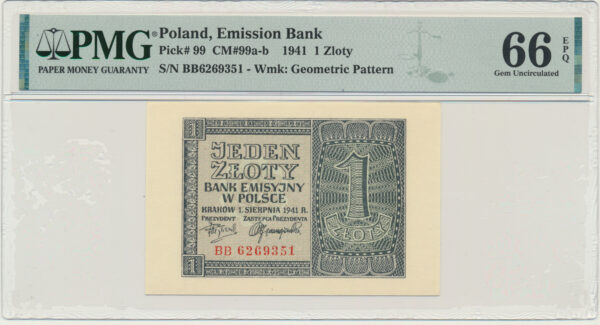 PMG
PAPER MONEY GUARANTY
Poland, Emission Bank
Pick# 99 CM#99a-b 1941 1 Zloty
S/N BB6269351 - Wmk: Geometric Pattern
66 EPQ
Gem Uncirculated
1
JEDEN
ZŁOTY
BANK EMISYJNY
W POLSCE
KRAKÓW 1. SIERPNIA 1941 R.
PREZYDENT ZASTĘPCA PREZYDENTA
BB 6269351
1
1
ZŁOTY